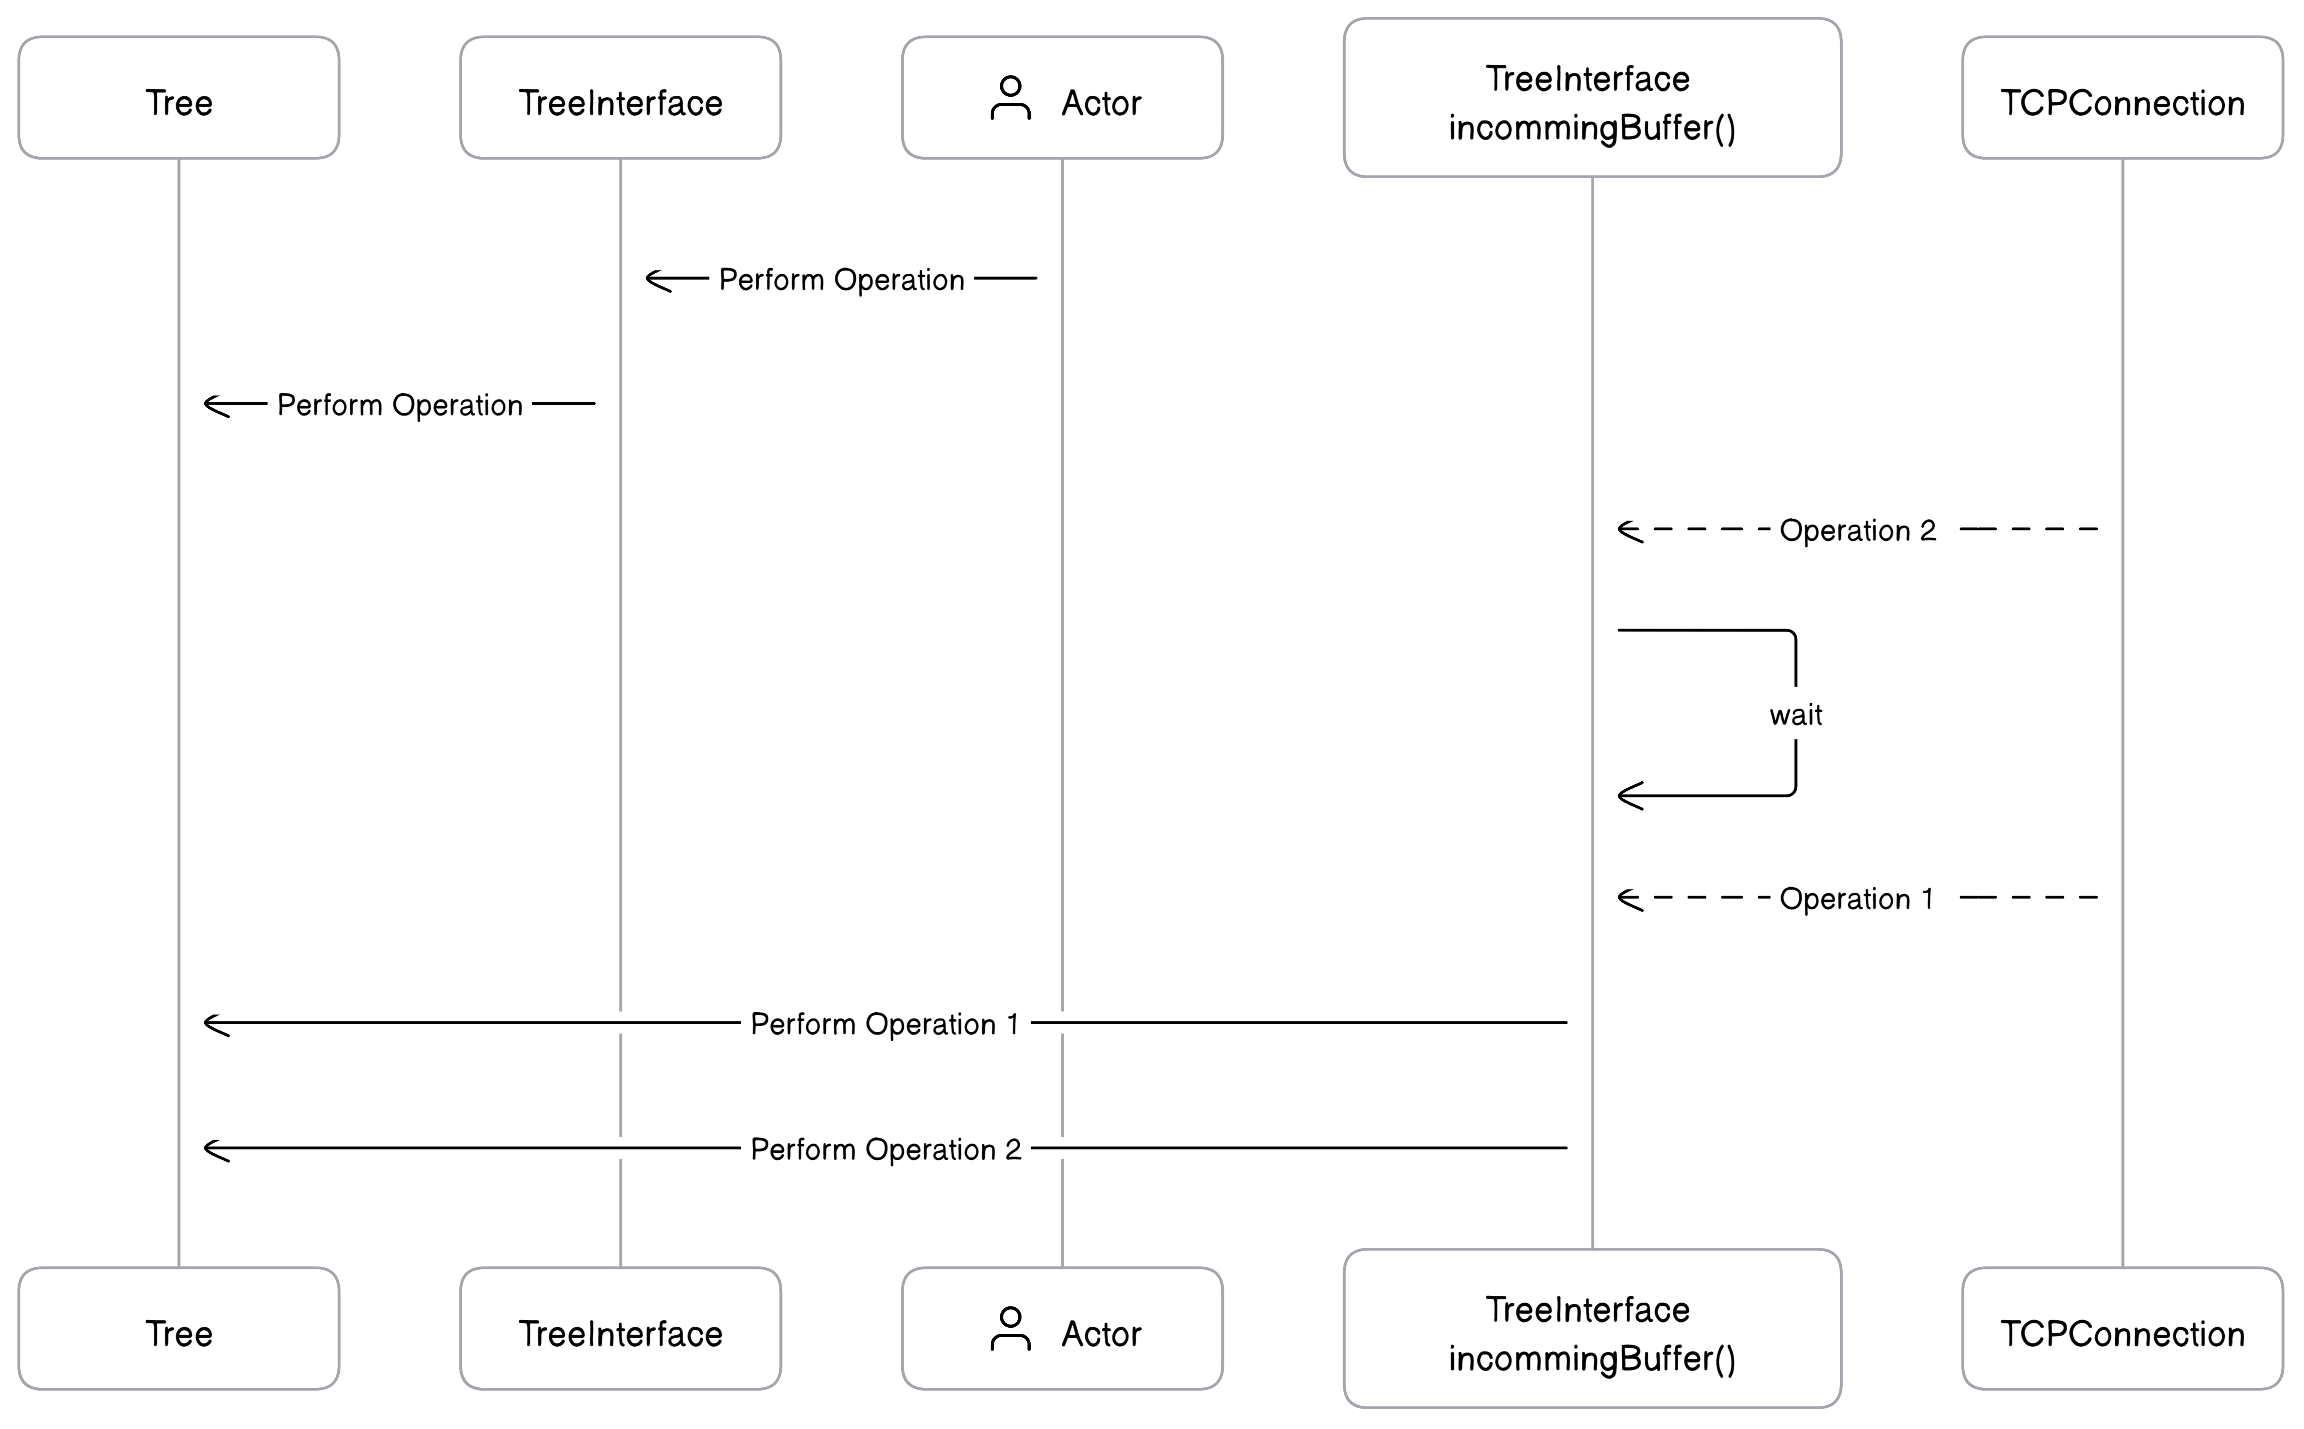 Tree
TreeInterface
Actor
TreeInterface
incommingBuffer()
TCPConnection
Perform Operation
Perform Operation
Operation 2
wait
Operation 1
Perform Operation 1
Perform Operation 2
Tree
TreeInterface
Actor
TreeInterface
incommingBuffer()
TCPConnection